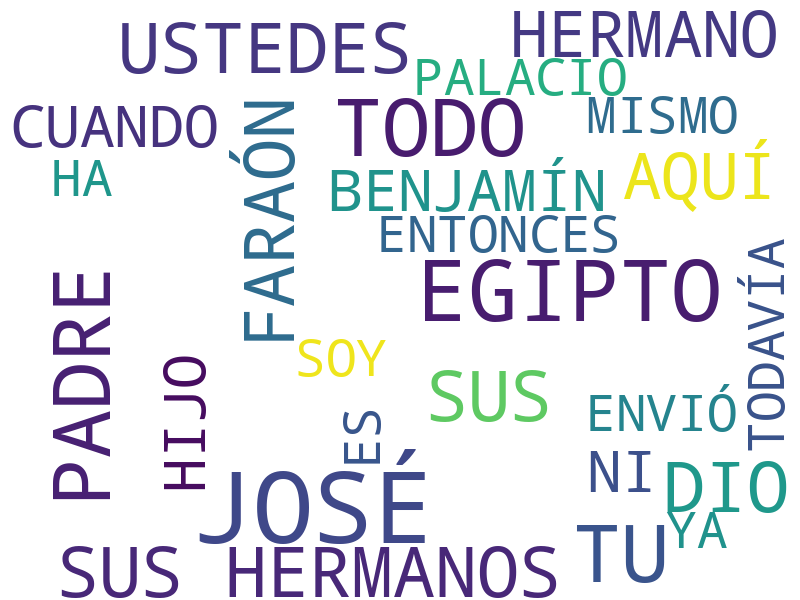 USTEDES
HERMANO
PALACIO
CUANDO
TODO
MISMO
HA
FARAÓN
BENJAMÍN
AQUÍ
ENTONCES
EGIPTO
TODAVÍA
PADRE
HIJO
SOY
SUS
ES
ENVIÓ
JOSÉ
NI
DIO
TU
YA
SUS HERMANOS